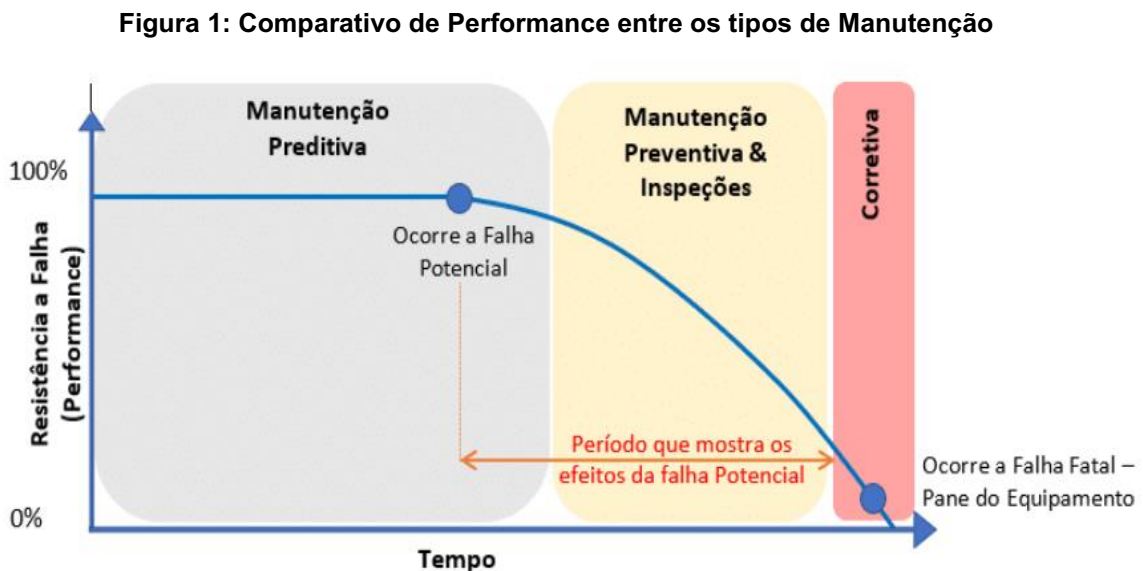 Figura 1: Comparativo de Performance entre os tipos de Manutenção
Manutenção
Preditiva
Manutenção
Preventiva &
Inspeções
Corretiva
100%
Resistência a Falha
(Performance)
Ocorre a Falha
Potencial
Período que mostra os
efeitos da falha Potencial
Ocorre a Falha Fatal –
Pane do Equipamento
0%
Tempo